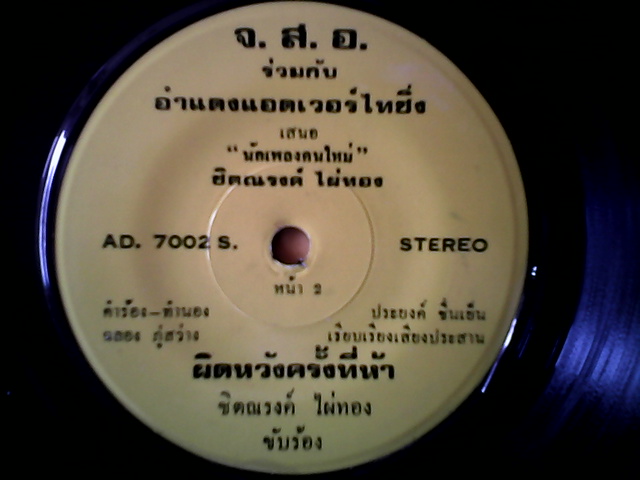 จ. ส. อ.
ร่วมกับ
อำแดงแอดเวอร์ไทซิ่ง
เสนอ
“นักเพลงคนใหม่”
ชิตณรงค์ ไผ่ทอง
AD. 7002 S. STEREO
หน้า 2
คำร้อง–ทำนอง ประยงค์ ชื่นเย็น
ฉลอง ภู่สว่าง เรียบเรียงเสียงประสาน
ผิดหวังครั้งที่ห้า
ชิตณรงค์ ไผ่ทอง
ขับร้อง